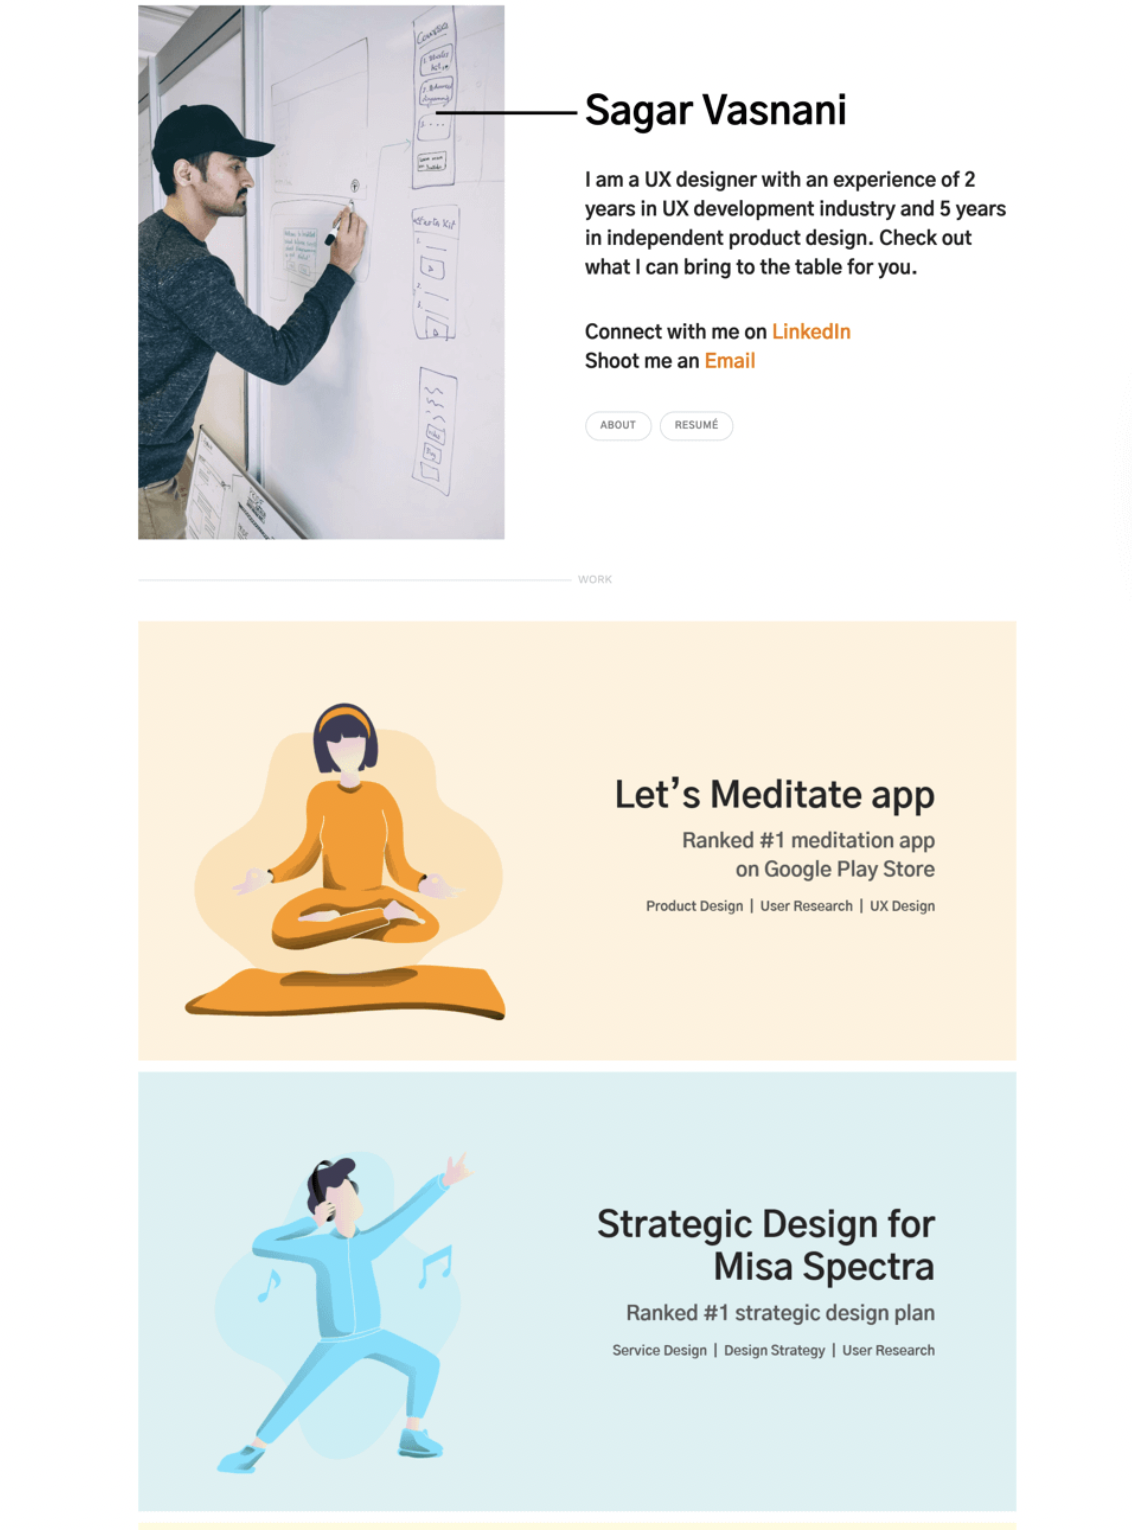 Sagar Vasnani
I am a UX designer with an experience of 2
years in UX development industry and 5 years
in independent product design. Check out
what I can bring to the table for you.
Connect with me on LinkedIn
Shoot me an Email
ABOUT
RESUMÉ
WORK
Let’s Meditate app
Ranked #1 meditation app
on Google Play Store
Product Design | User Research | UX Design
Strategic Design for
Misa Spectra
Ranked #1 strategic design plan
Service Design | Design Strategy | User Research